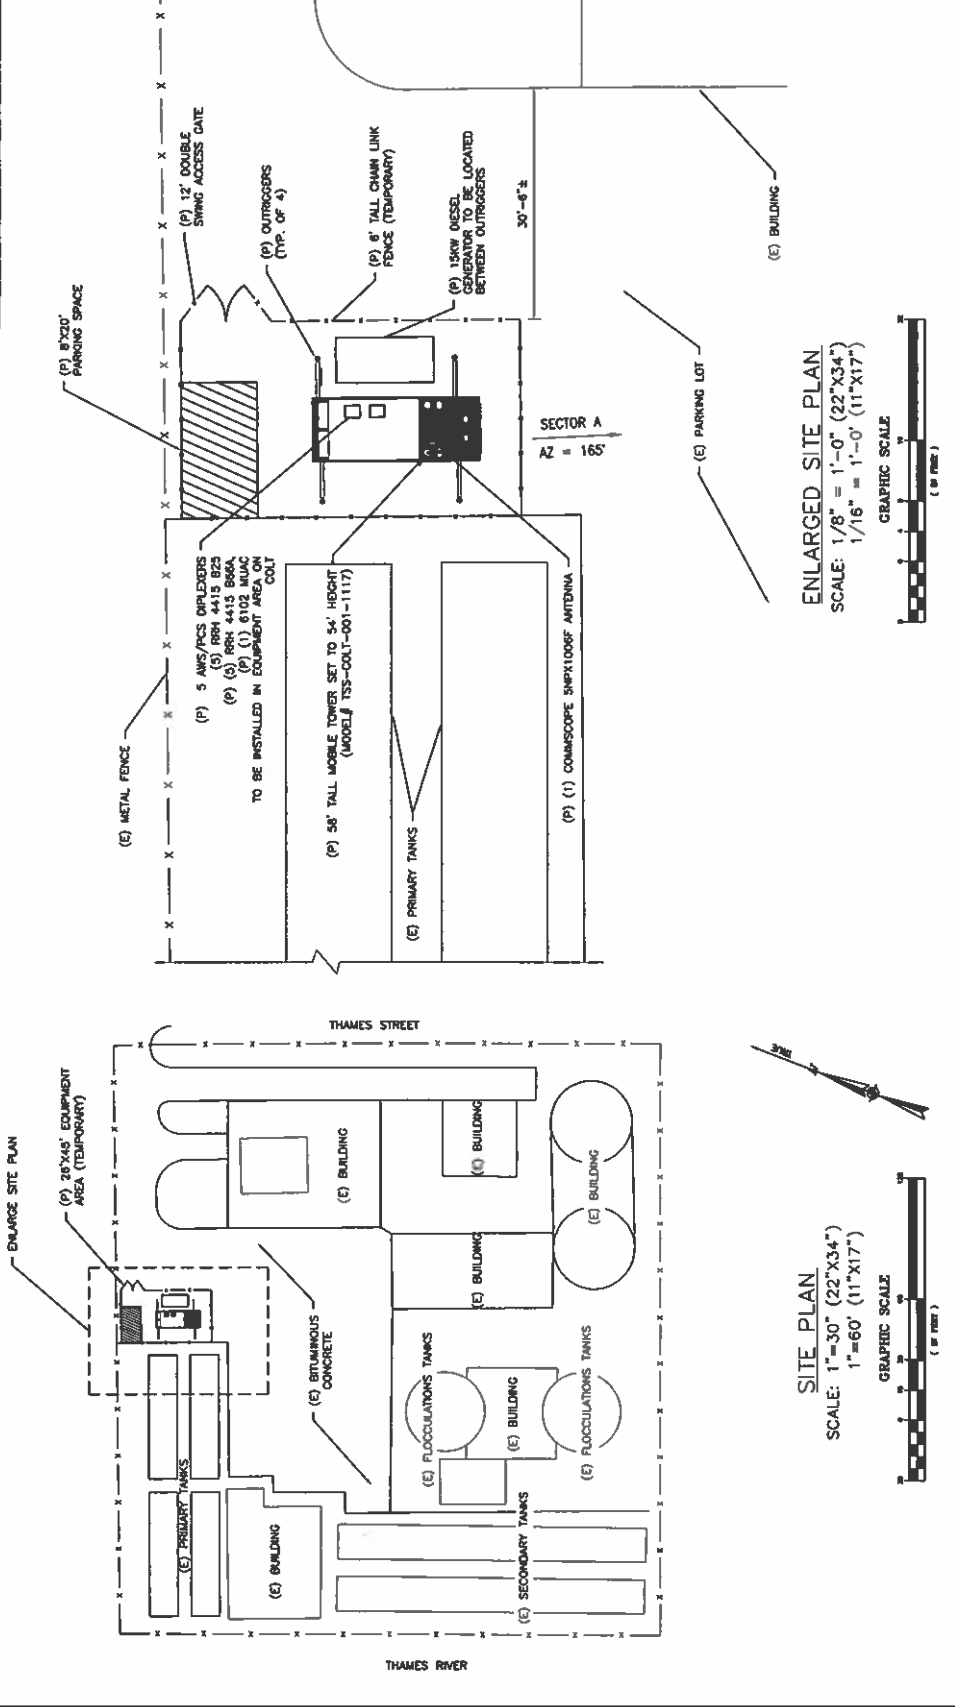 ENLARGE SITE PLAN
(P) 26'X45' EQUIPMENT
AREA (TEMPORARY)
THAMES STREET
(E) BUILDING
(E) BUILDING
(E) BUILDING
(E) BUILDING
(E) BITUMINOUS
CONCRETE
(E) FLOCCULATIONS TANKS
(E) BUILDING
(E) FLOCCULATIONS TANKS
(E) PRIMARY TANKS
(E) BUILDING
(E) SECONDARY TANKS
THAMES RIVER
TRUE
SITE PLAN
SCALE: 1"=30" (22"X34")
1"=60' (11"X17")
GRAPHIC SCALE
( IN FEET )
(E) METAL FENCE
(P) 8'X20'
PARKING SPACE
(P) 12' DOUBLE
SWING ACCESS GATE
(P) OUTRIGGERS
(TYP. OF 4)
(P) 6' TALL CHAIN LINK
FENCE (TEMPORARY)
(P) 15KW DIESEL
GENERATOR TO BE LOCATED
BETWEEN OUTRIGGERS
30'-6"±
(E) BUILDING
(P) 5 AWS/PCS DIPLEXERS
(5) RRH 4415 B25
(P) (5) RRH 4415 B66A,
(P) (1) 6102 MUAC
TO BE INSTALLED IN EQUIPMENT AREA ON
COLT
(P) 58' TALL MOBILE TOWER SET TO 54' HEIGHT
(MODEL# TSS-COLT-001-1117)
(E) PRIMARY TANKS
(P) (1) COMMSCOPE 5NPX1006F ANTENNA
SECTOR A
AZ = 165°
(E) PARKING LOT
ENLARGED SITE PLAN
SCALE: 1/8" = 1'-0" (22"X34")
1/16" = 1'-0' (11"X17")
GRAPHIC SCALE
( IN FEET )